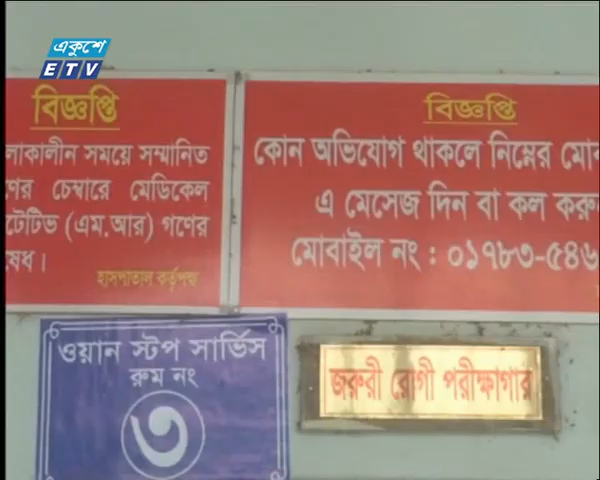 একুশে
ETV
বিজ্ঞপ্তি
লাকালীন সময়ে সম্মানিত
ণের চেম্বারে মেডিকেল
টেটিভ (এম.আর) গণের
ষেধ।
হাসপাতাল কর্তৃপক্ষ
বিজ্ঞপ্তি
কোন অভিযোগ থাকলে নিম্নের মোব
এ মেসেজ দিন বা কল করু
মোবাইল নং : ০১৭৮৩-৫৪৬
ওয়ান স্টপ সার্ভিস
রুম নং
৩
জরুরী রোগী পরীক্ষাগার